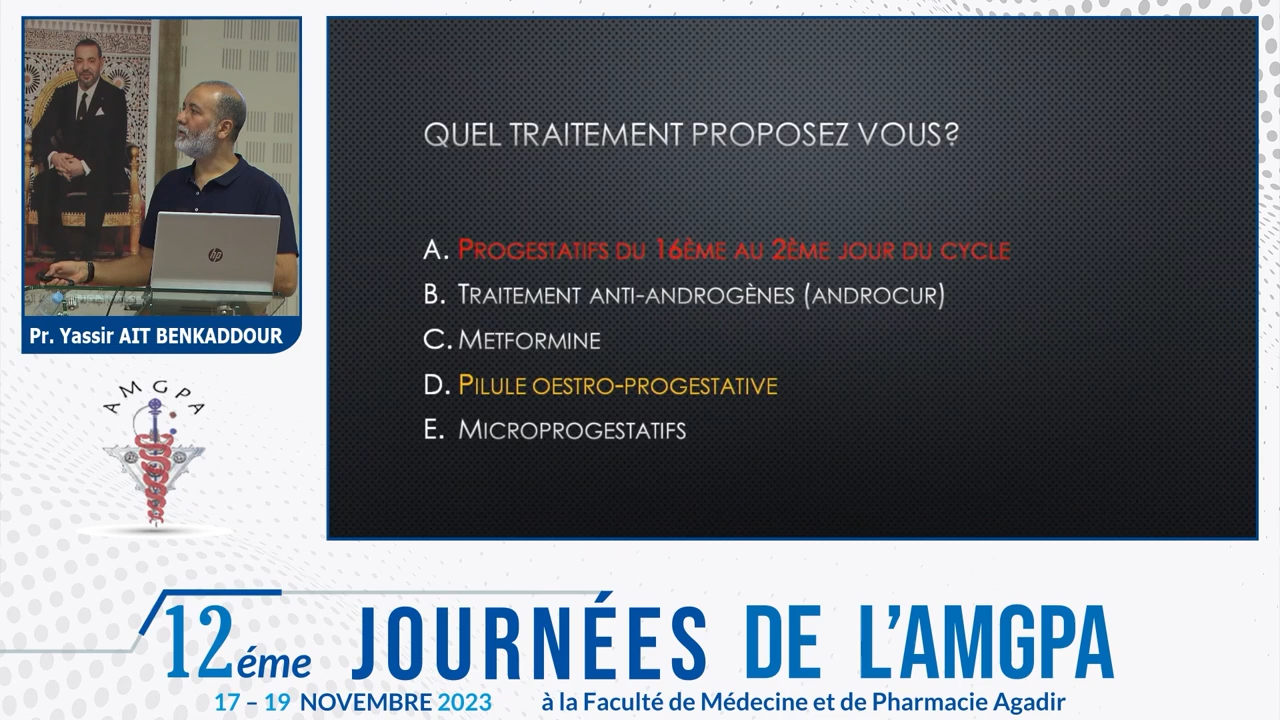 Pr. Yassir AIT BENKADDOUR
AMGPA
QUEL TRAITEMENT PROPOSEZ VOUS?
A. PROGESTATIFS DU 16ÈME AU 2ÈME JOUR DU CYCLE
B. TRAITEMENT ANTI-ANDROGÈNES (ANDROCUR)
C. METFORMINE
D. PILULE OESTRO-PROGESTATIVE
E. MICROPROGESTATIFS
hp
12éme JOURNÉES DE L'AMGPA
17 – 19 NOVEMBRE 2023 à la Faculté de Médecine et de Pharmacie Agadir